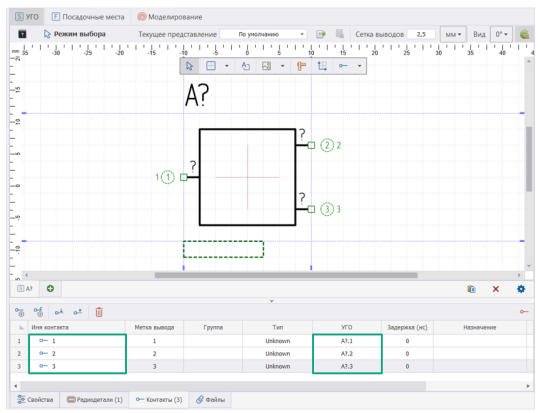 УГО Посадочные места Моделирование
Режим выбора Текущее представление По умолчанию Сетка выводов 2,5 мм Вид 0°
мм 35 -30 -25 -20 -15 -10 -5 0 5 10 15 20 25 30 35 40 4
A?
?
? 2 2
1 1
?
3 3
A?
L. Имя контакта Метка вывода Группа Тип УГО Задержка (нс) Назначение
1 1 1 Unknown A?.1 0
2 2 2 Unknown A?.2 0
3 3 3 Unknown A?.3 0
Свойства Радиодетали (1) Контакты (3) Файлы